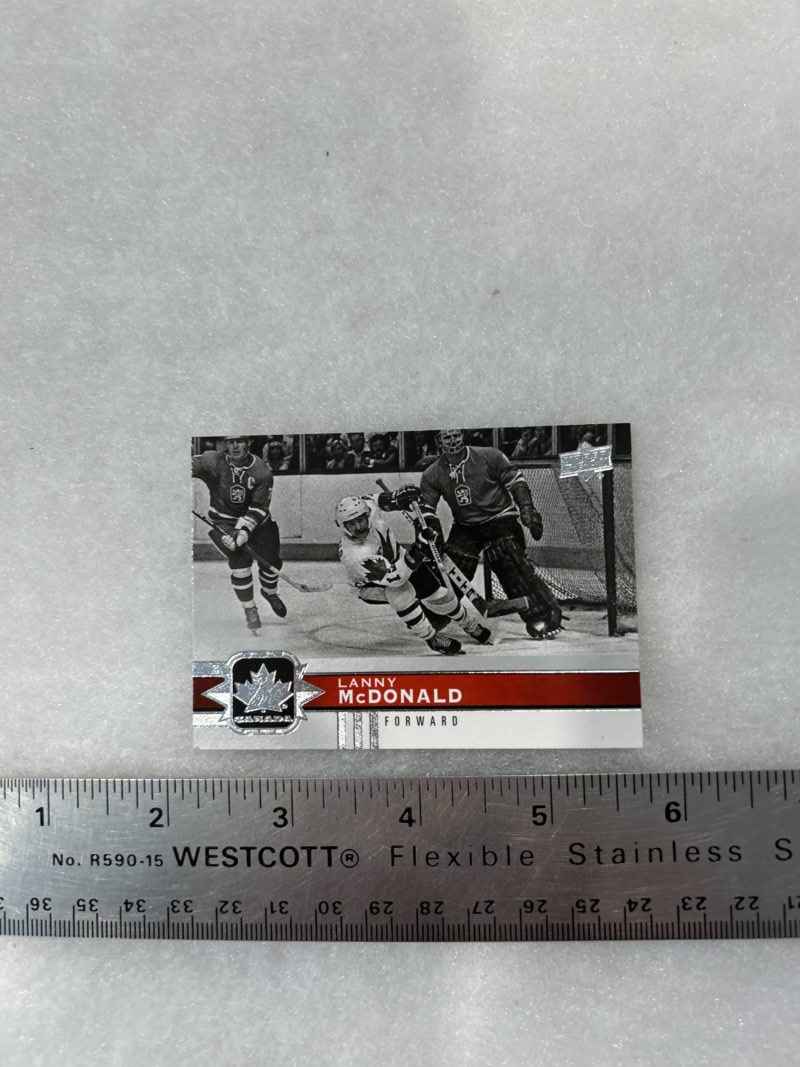 C
LANNY
McDONALD
CANADA
FORWARD
1 2 3 4 5 6
No. R590-15 WESTCOTT® Flexible Stainless S
36 35 34 33 32 31 30 29 28 27 26 25 24 23 22 21